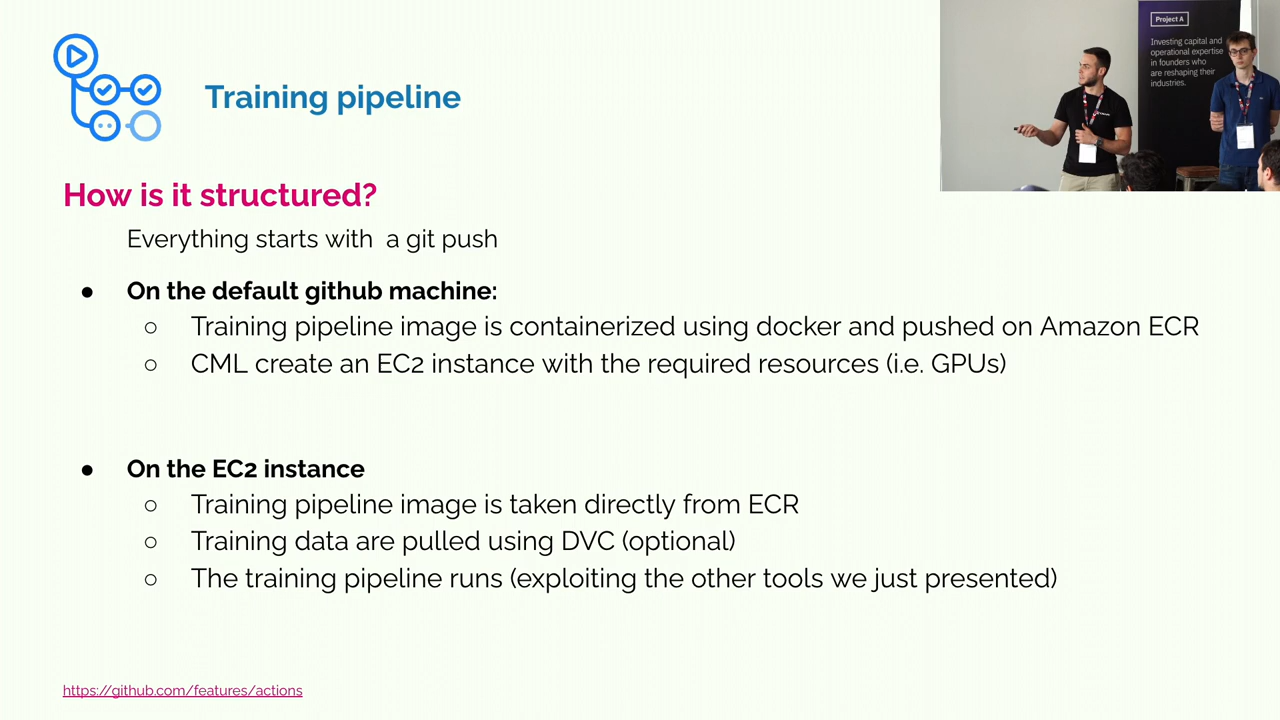 Training pipeline
Project A
Investing capital and
operational expertise
in founders who
are reshaping their
industries.
How is it structured?
Everything starts with a git push
● On the default github machine:
○ Training pipeline image is containerized using docker and pushed on Amazon ECR
○ CML create an EC2 instance with the required resources (i.e. GPUs)
● On the EC2 instance
○ Training pipeline image is taken directly from ECR
○ Training data are pulled using DVC (optional)
○ The training pipeline runs (exploiting the other tools we just presented)
https://github.com/features/actions